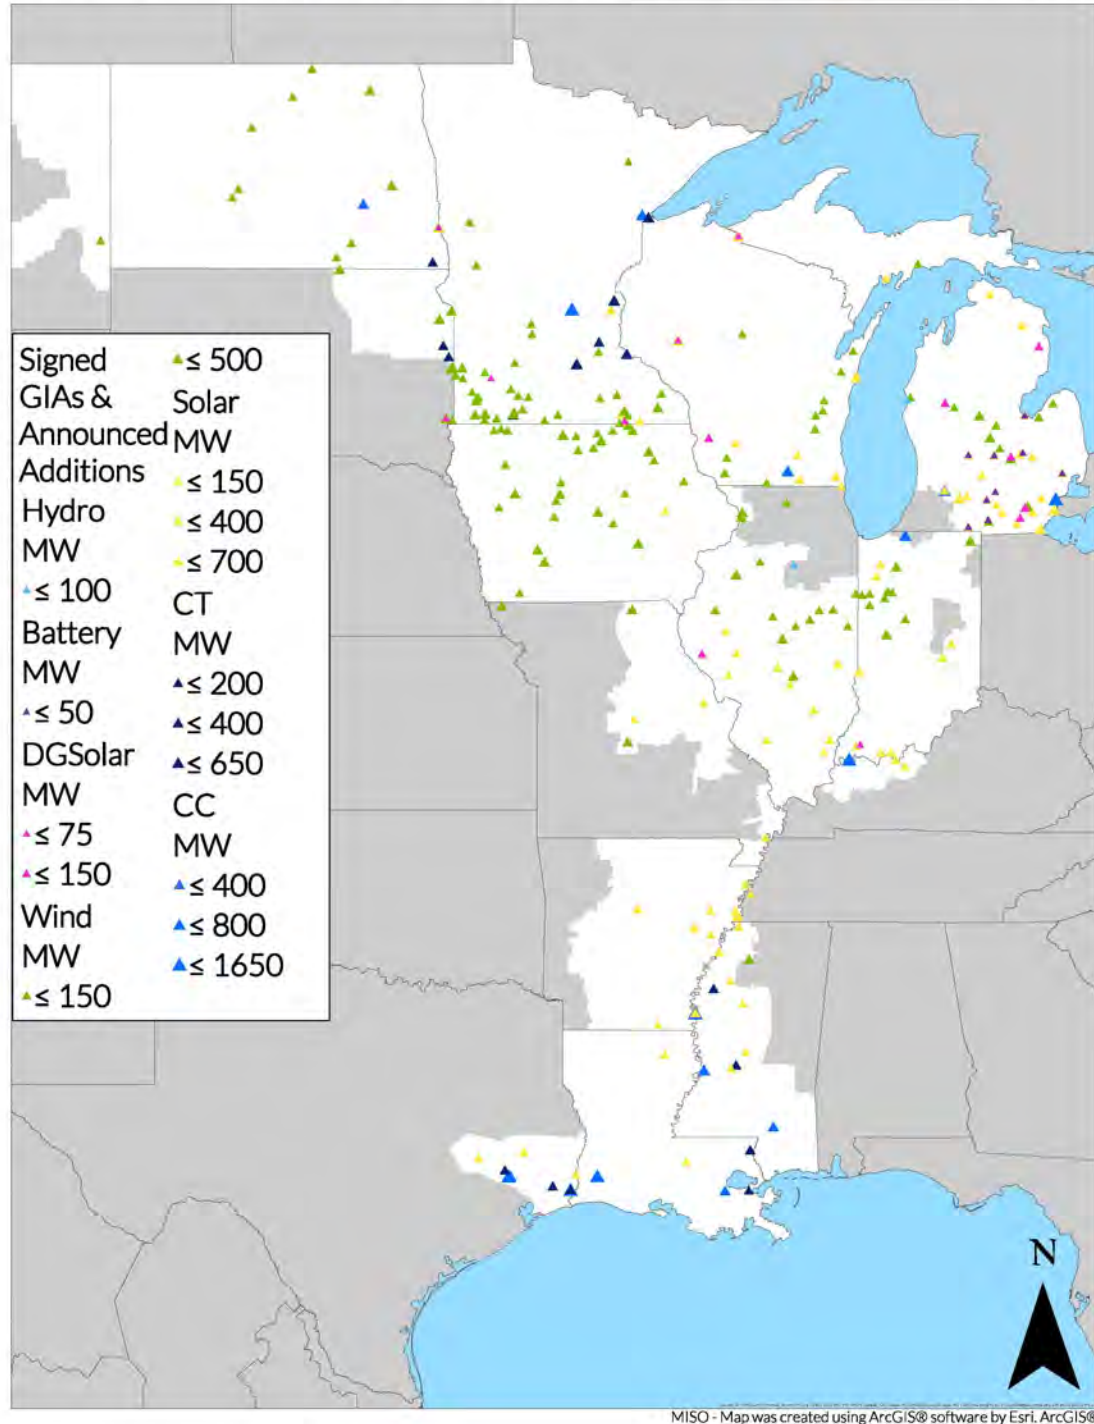 Signed
GIAs &
Announced
Additions
Hydro
MW
≤ 100
Battery
MW
≤ 50
DGSolar
MW
≤ 75
≤ 150
Wind
MW
≤ 150
≤ 500
Solar
MW
≤ 150
≤ 400
≤ 700
CT
MW
≤ 200
≤ 400
≤ 650
CC
MW
≤ 400
≤ 800
≤ 1650
N
MISO - Map was created using ArcGIS® software by Esri. ArcGIS®